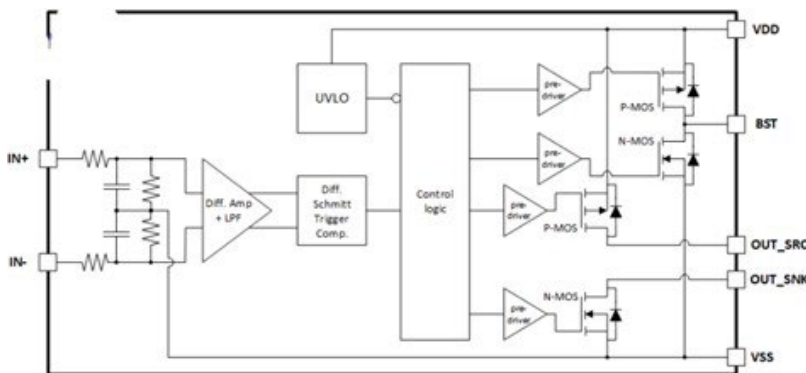 VDD
UVLO
pre-
driver
P-MOS
BST
N-MOS
IN+
pre-
driver
Diff. Amp
+ LPF
Diff.
Schmitt
Trigger
Comp.
Control
logic
pre-
driver
P-MOS
OUT_SRC
IN-
OUT_SNK
N-MOS
pre-
driver
VSS